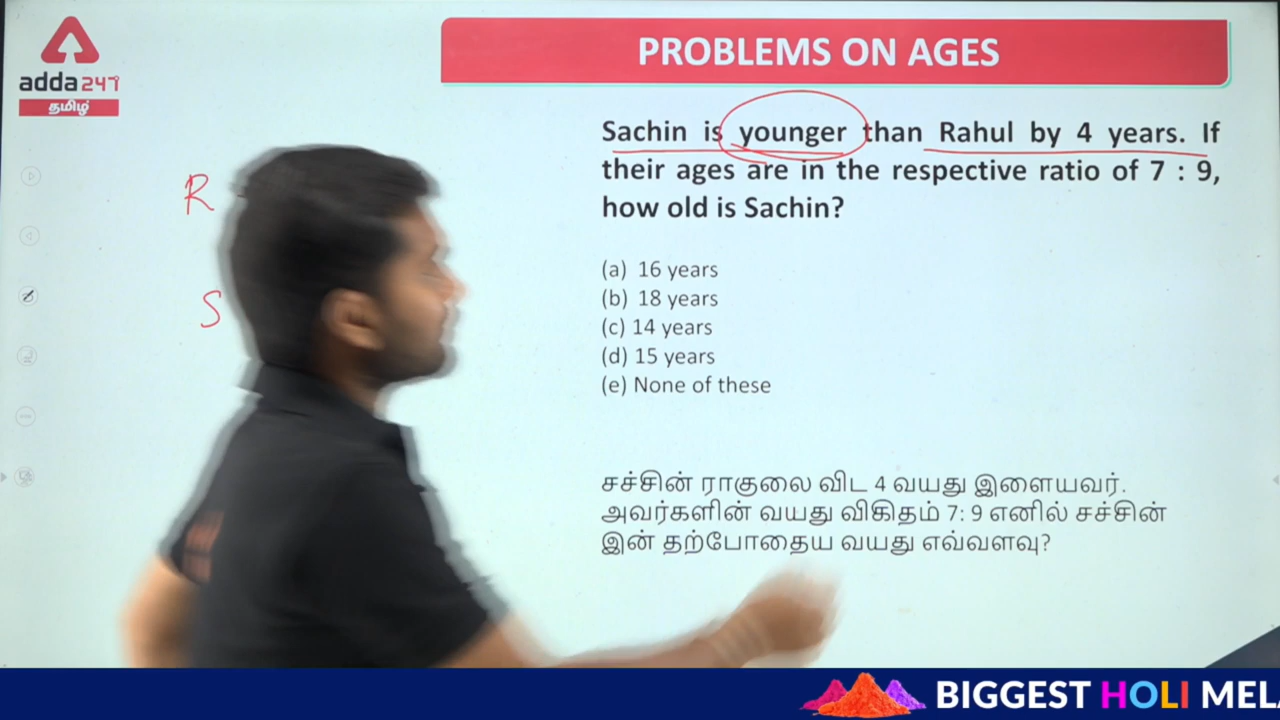 adda247
தமிழ்
PROBLEMS ON AGES
Sachin is younger than Rahul by 4 years. If
their ages are in the respective ratio of 7 : 9,
how old is Sachin?
R
S
(a) 16 years
(b) 18 years
(c) 14 years
(d) 15 years
(e) None of these
சச்சின் ராகுலை விட 4 வயது இளையவர்.
அவர்களின் வயது விகிதம் 7: 9 எனில் சச்சின்
இன் தற்போதைய வயது எவ்வளவு?
BIGGEST HOLI MEL